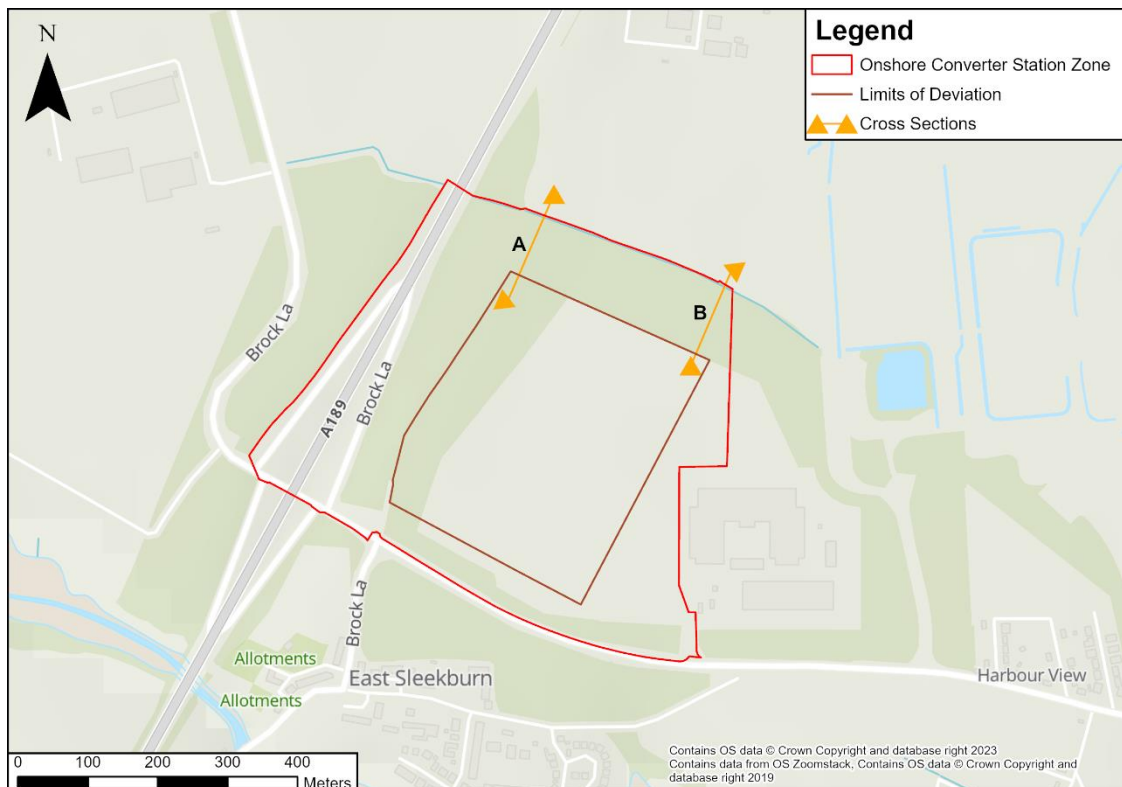 N
Legend
Onshore Converter Station Zone
Limits of Deviation
Cross Sections
A
B
Brock La
A189
Brock La
Brock La
Allotments
East Sleekburn
Allotments
Harbour View
0 100 200 300 400
Meters
Contains OS data © Crown Copyright and database right 2023
Contains data from OS Zoomstack, Contains OS data © Crown Copyright and
database right 2019